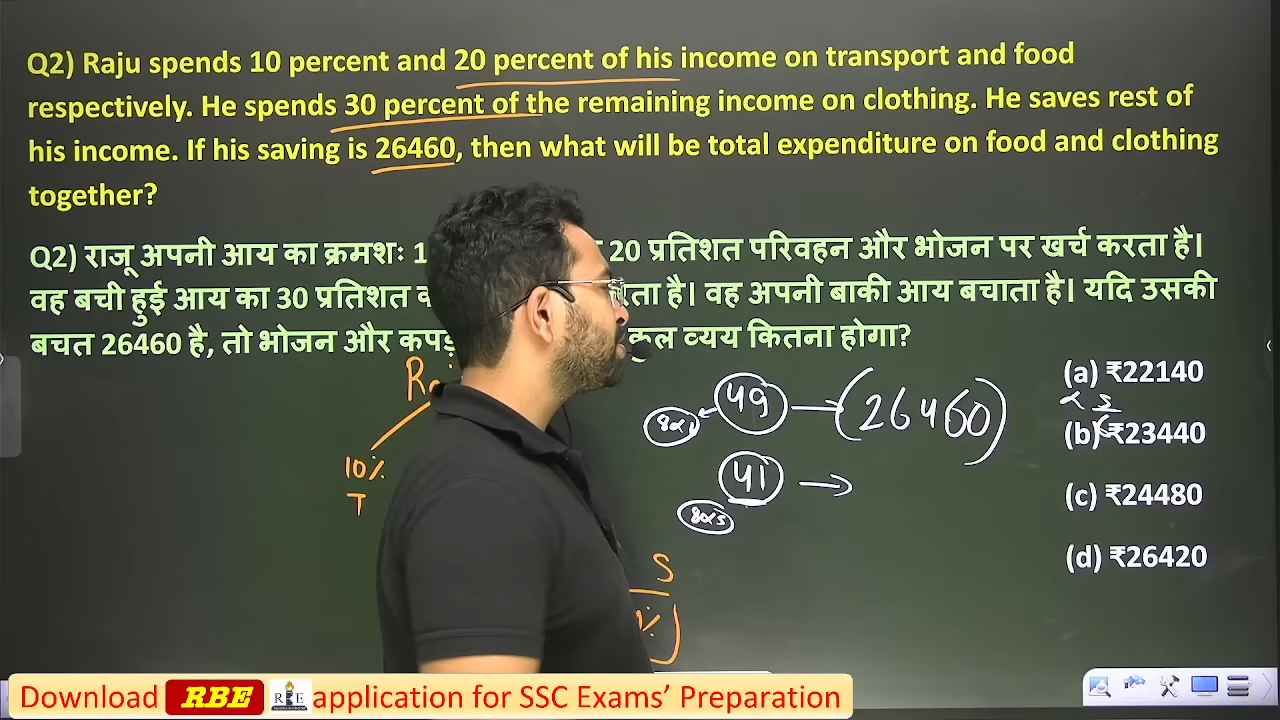 Q2) Raju spends 10 percent and 20 percent of his income on transport and food
respectively. He spends 30 percent of the remaining income on clothing. He saves rest of
his income. If his saving is 26460, then what will be total expenditure on food and clothing
together?
Q2) राजू अपनी आय का क्रमशः 1 20 प्रतिशत परिवहन और भोजन पर खर्च करता है।
वह बची हुई आय का 30 प्रतिशत है। वह अपनी बाकी आय बचाता है। यदि उसकी
बचत 26460 है, तो भोजन और कुल व्यय कितना होगा?
(a) ₹22140
(b) ₹23440
(c) ₹24480
(d) ₹26420
49 → (26460)
41 →
10%
T
S
Download RBE application for SSC Exams' Preparation